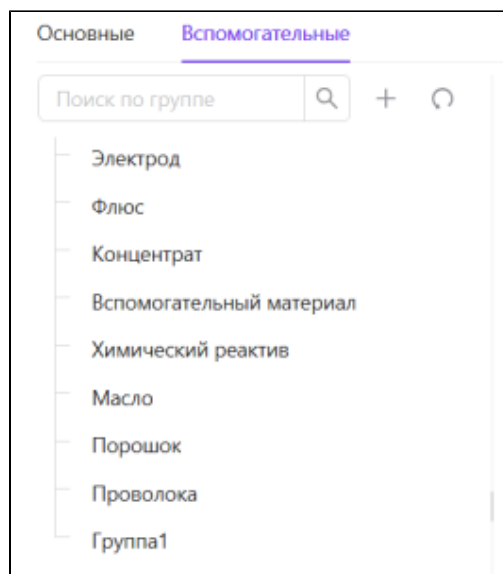 Основные Вспомогательные
Поиск по группе
Электрод
Флюс
Концентрат
Вспомогательный материал
Химический реактив
Масло
Порошок
Проволока
Группа1